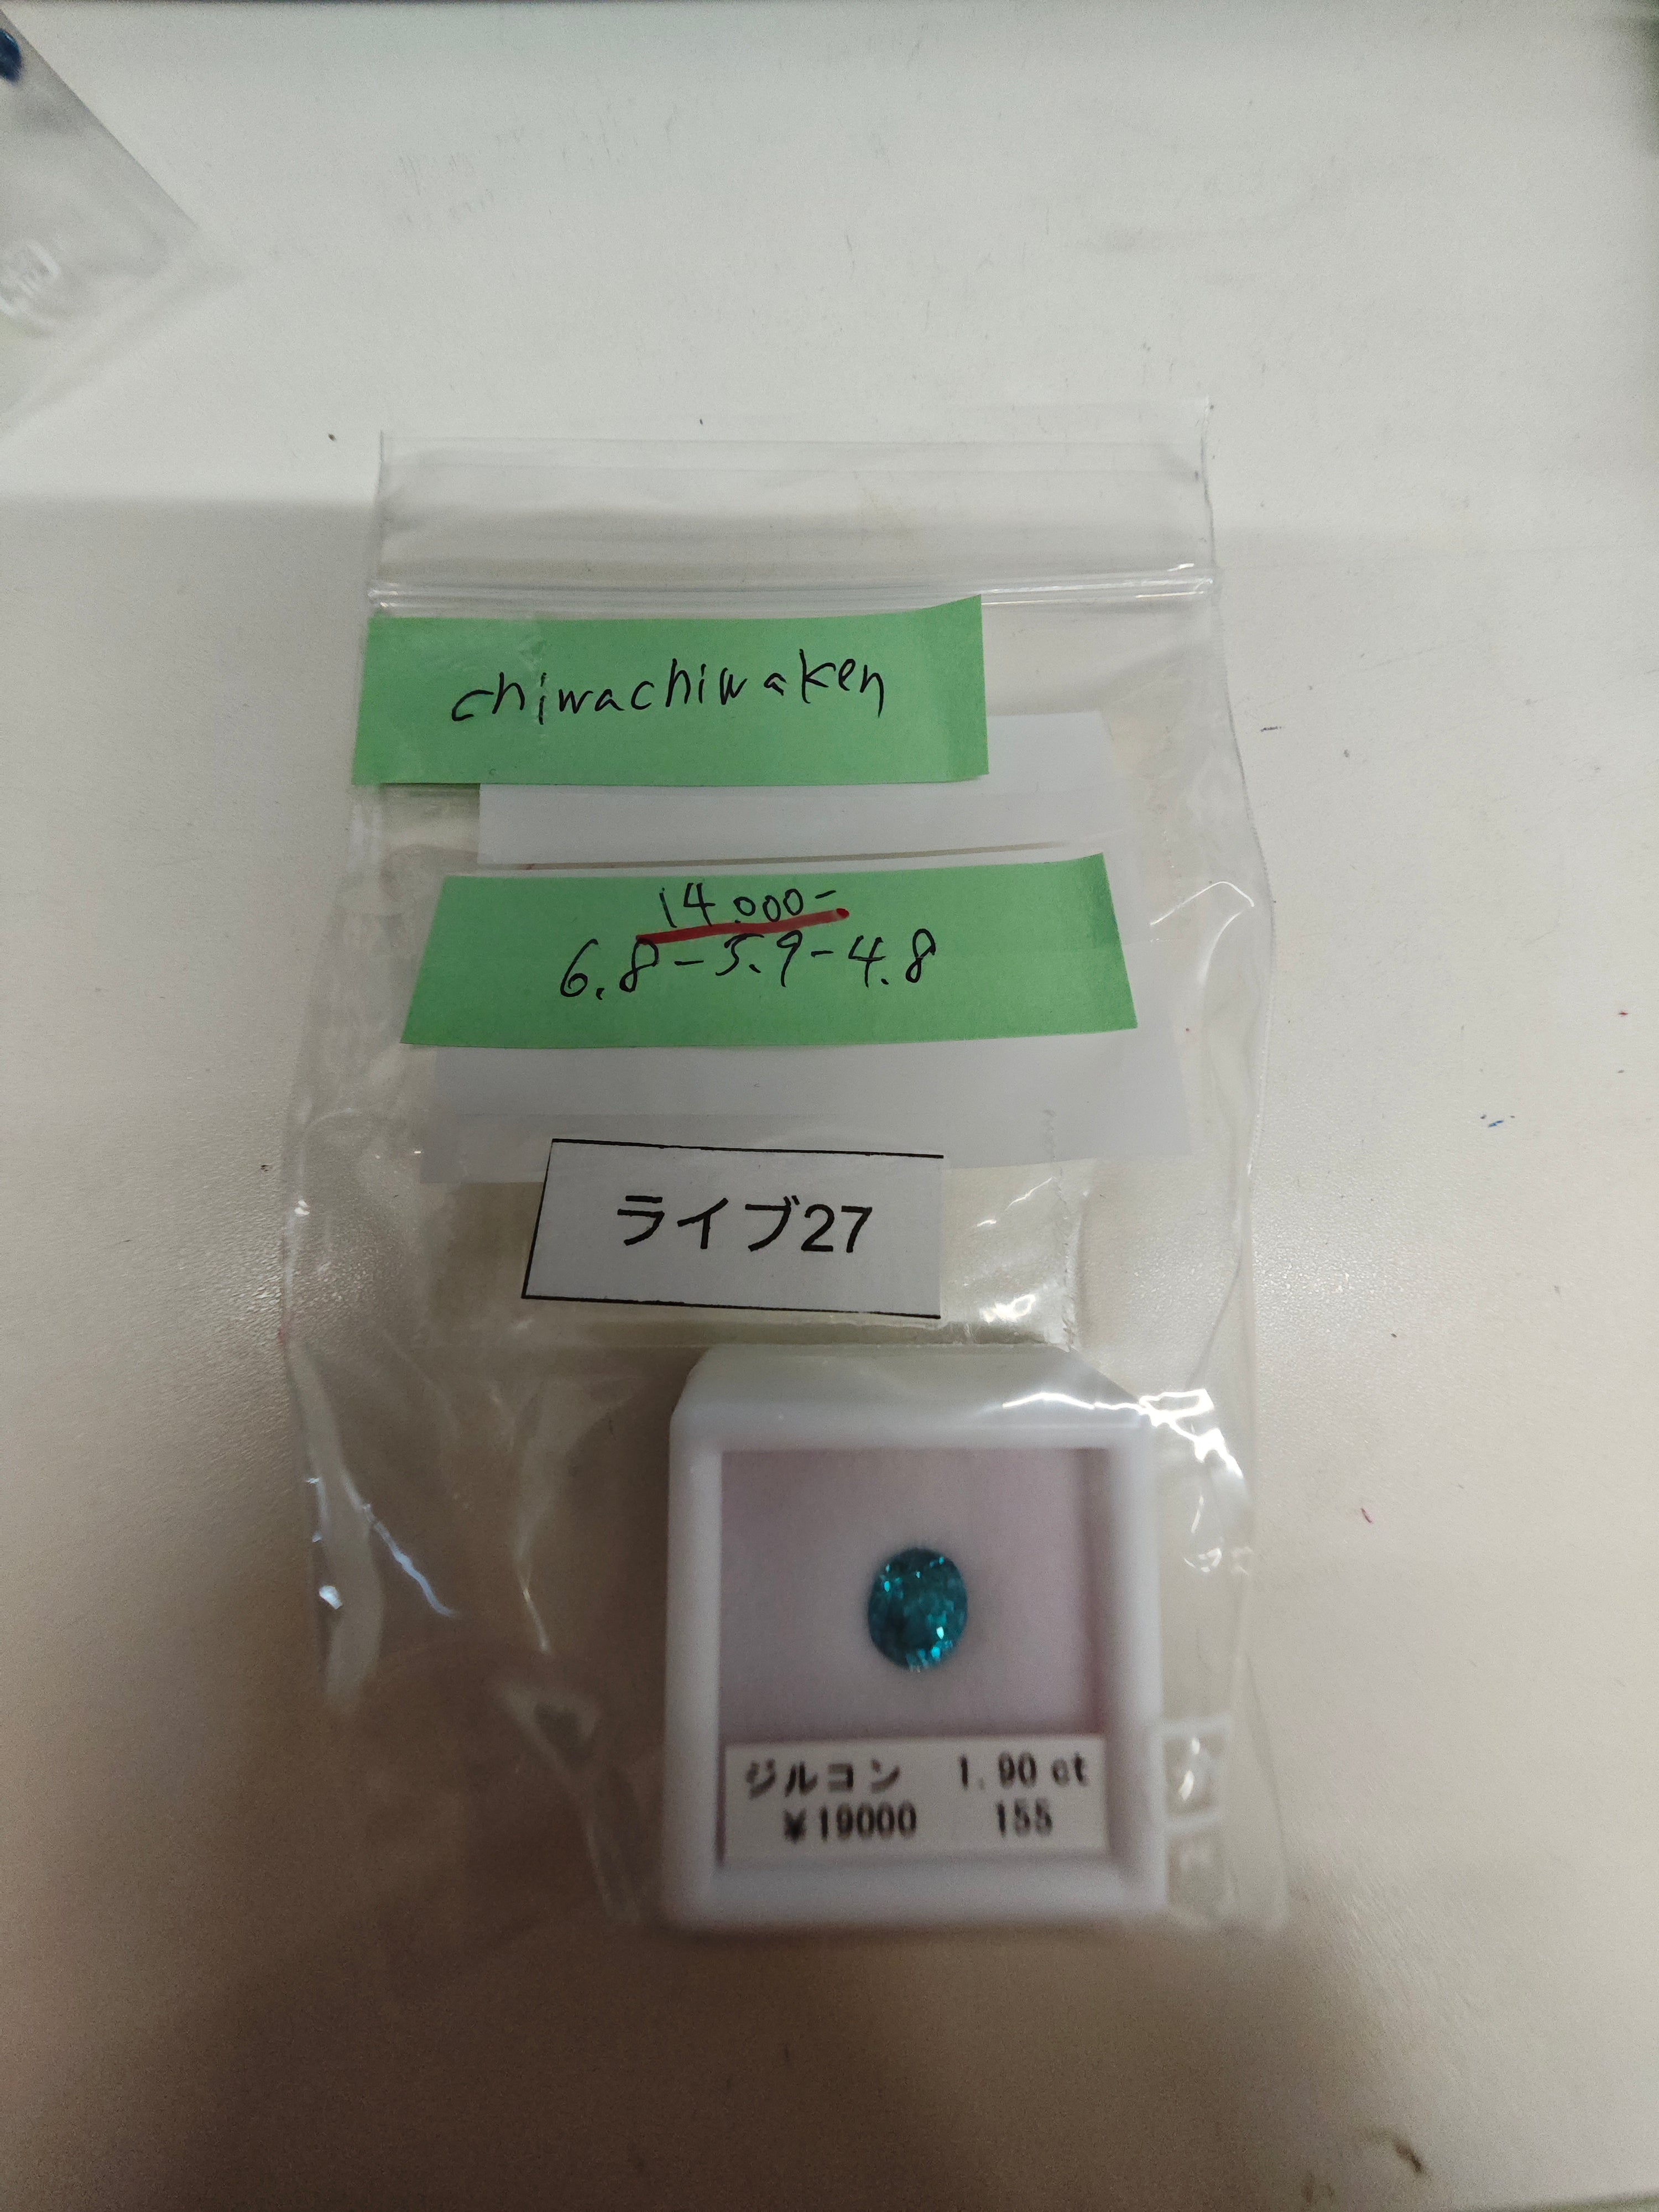 chiwachiwaken
14.000-
6.8-5.9-4.8
ライブ27
ジルコン 1.90 ct
¥19000 155